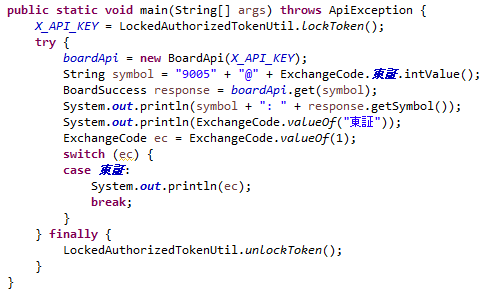 public static void main(String[] args) throws ApiException {
    X_API_KEY = LockedAuthorizedTokenUtil.lockToken();
    try {
        boardApi = new BoardApi(X_API_KEY);
        String symbol = "9005" + "@" + ExchangeCode.東証.intValue();
        BoardSuccess response = boardApi.get(symbol);
        System.out.println(symbol + ": " + response.getSymbol());
        System.out.println(ExchangeCode.valueOf("東証"));
        ExchangeCode ec = ExchangeCode.valueOf(1);
        switch (ec) {
        case 東証:
            System.out.println(ec);
            break;
        }
    } finally {
        LockedAuthorizedTokenUtil.unlockToken();
    }
}